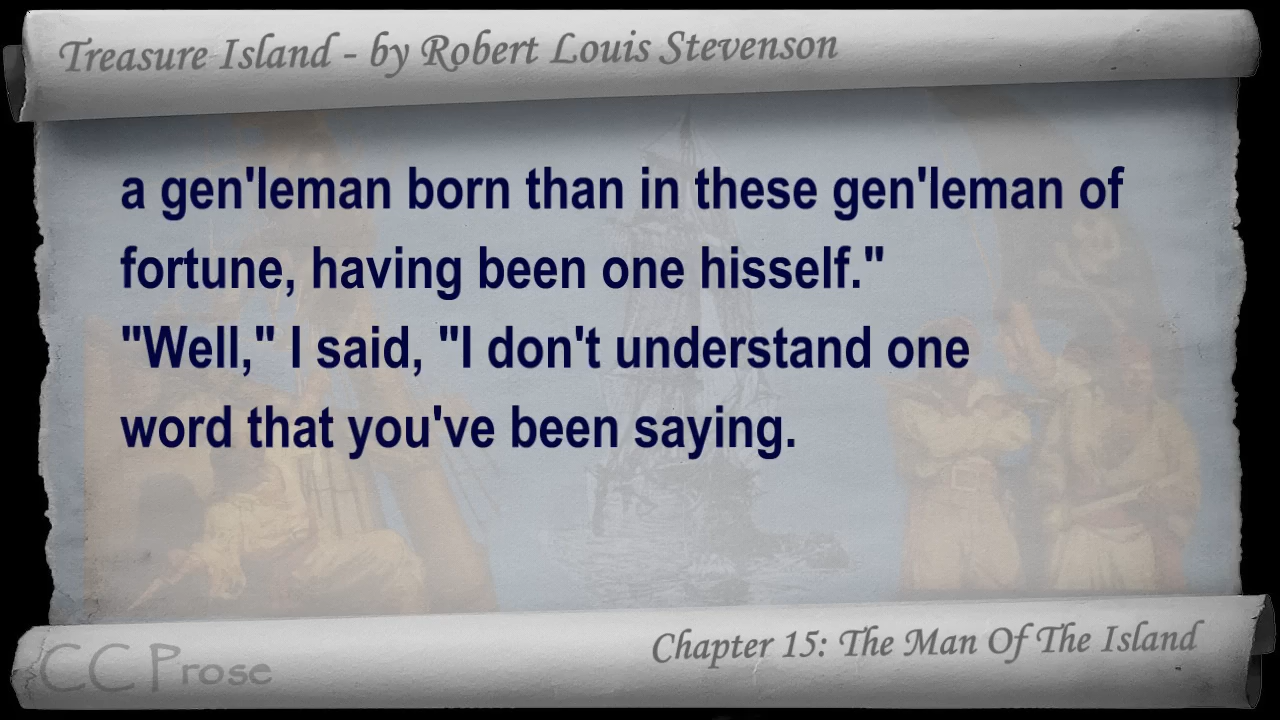 Treasure Island - by Robert Louis Stevenson
a gen'leman born than in these gen'leman of
fortune, having been one hisself."
"Well," I said, "I don't understand one
word that you've been saying.
Chapter 15: The Man Of The Island
CC Prose